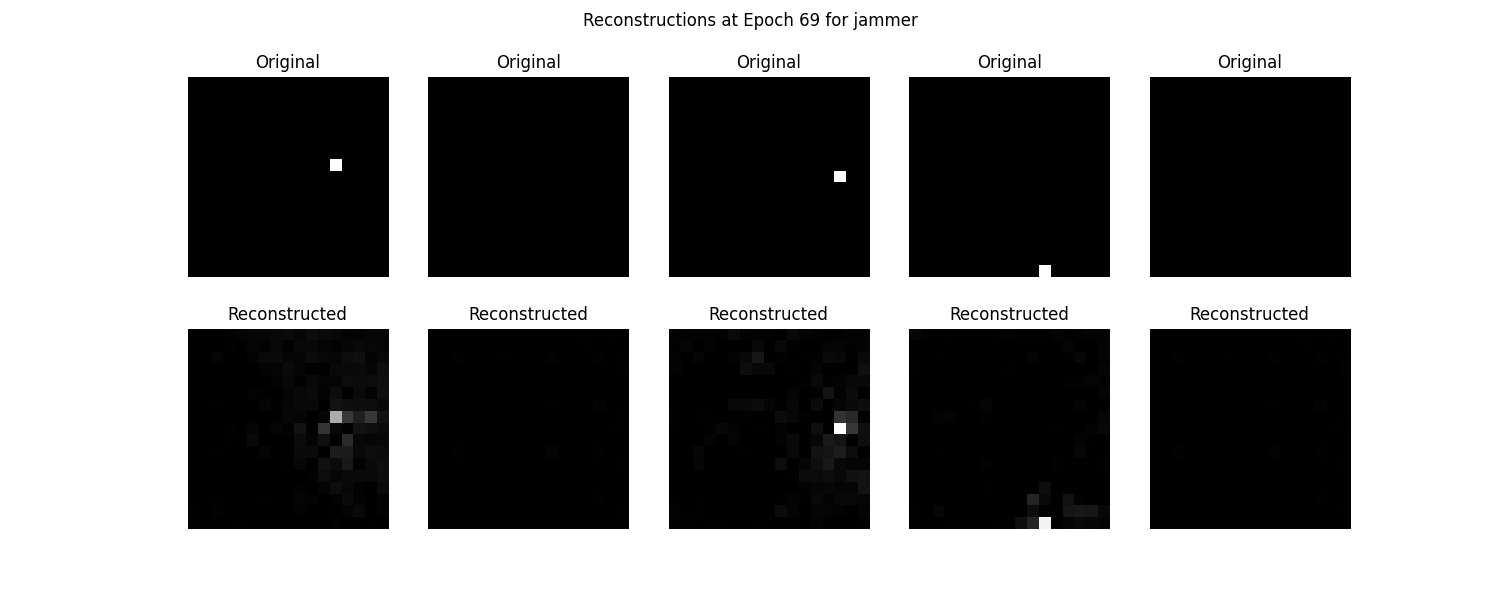 Reconstructions at Epoch 69 for jammer
Original Original Original Original Original
Reconstructed Reconstructed Reconstructed Reconstructed Reconstructed